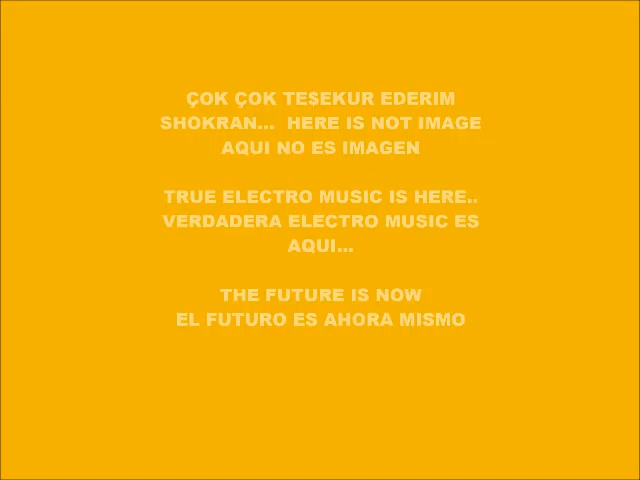 ÇOK ÇOK TEŞEKUR EDERIM
SHOKRAN... HERE IS NOT IMAGE
AQUI NO ES IMAGEN
TRUE ELECTRO MUSIC IS HERE..
VERDADERA ELECTRO MUSIC ES
AQUI...
THE FUTURE IS NOW
EL FUTURO ES AHORA MISMO